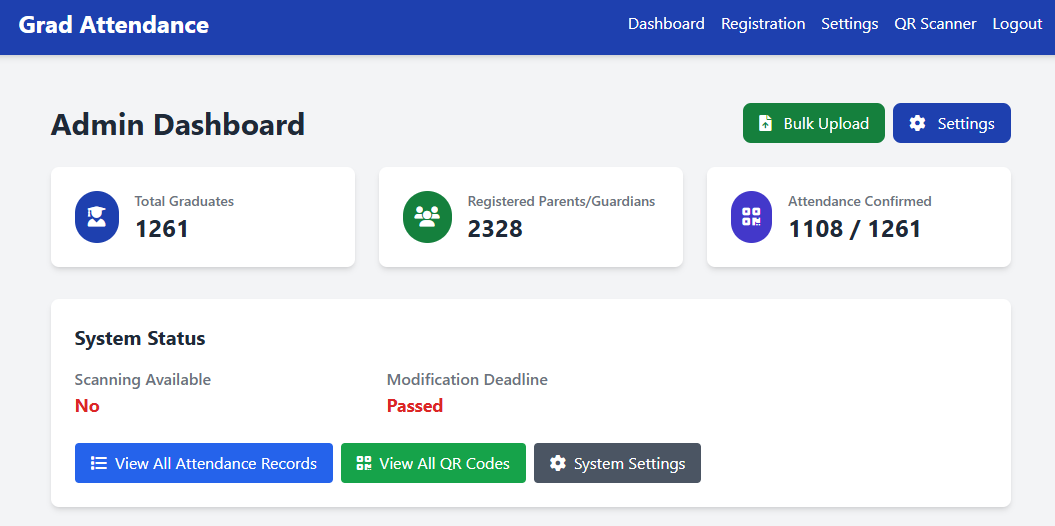 Grad Attendance
Dashboard Registration Settings QR Scanner Logout
Admin Dashboard
Bulk Upload
Settings
Total Graduates
1261
Registered Parents/Guardians
2328
Attendance Confirmed
1108 / 1261
System Status
Scanning Available
No
Modification Deadline
Passed
View All Attendance Records
View All QR Codes
System Settings